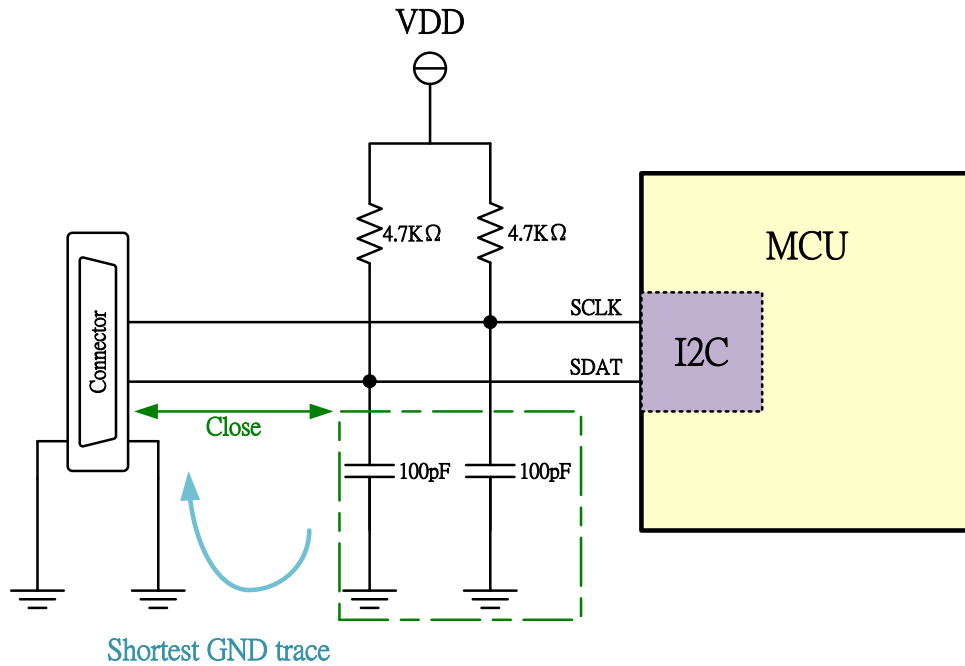 VDD
4.7KΩ
4.7KΩ
MCU
SCLK
I2C
SDAT
Connector
Close
100pF
100pF
Shortest GND trace